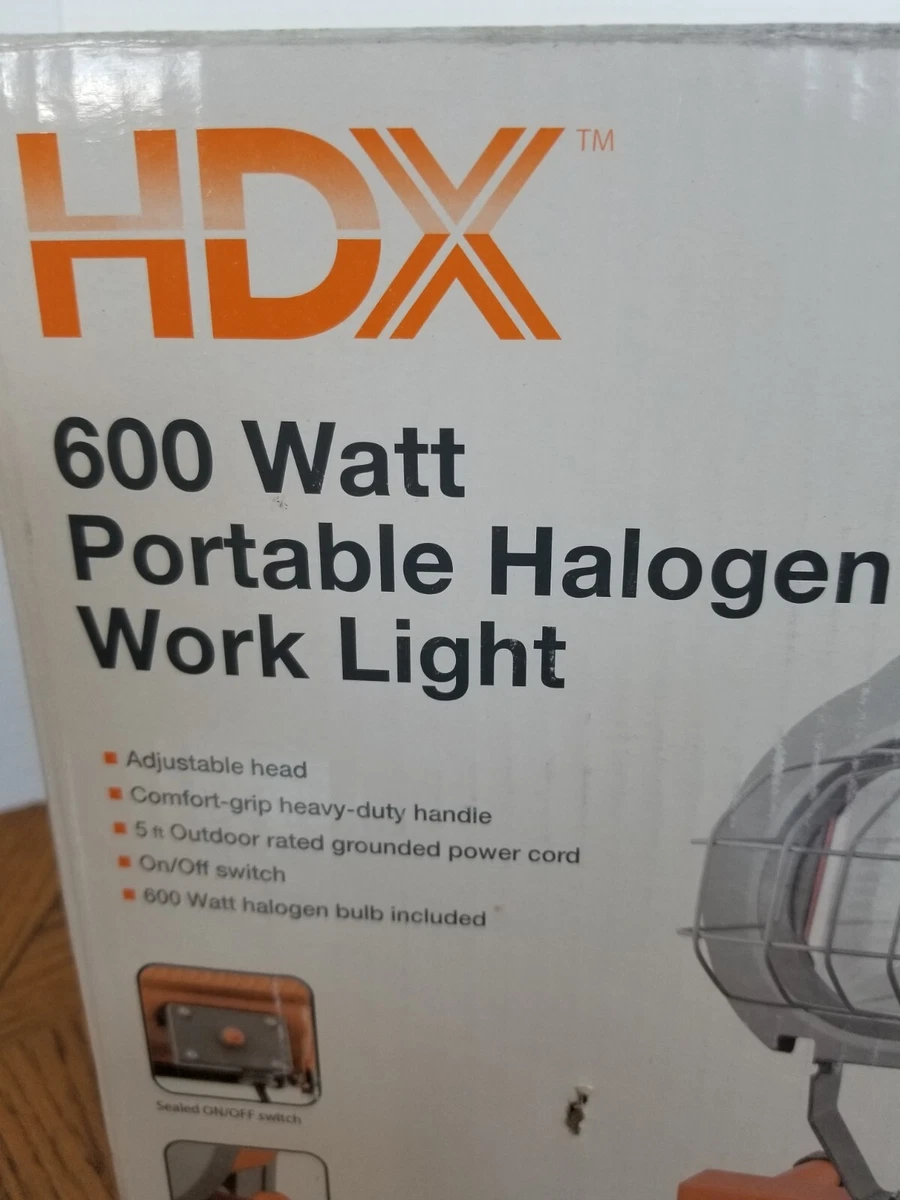 HDX™
600 Watt
Portable Halogen
Work Light
Adjustable head
Comfort-grip heavy-duty handle
5 ft Outdoor rated grounded power cord
On/Off switch
600 Watt halogen bulb included
Sealed ON/OFF switch